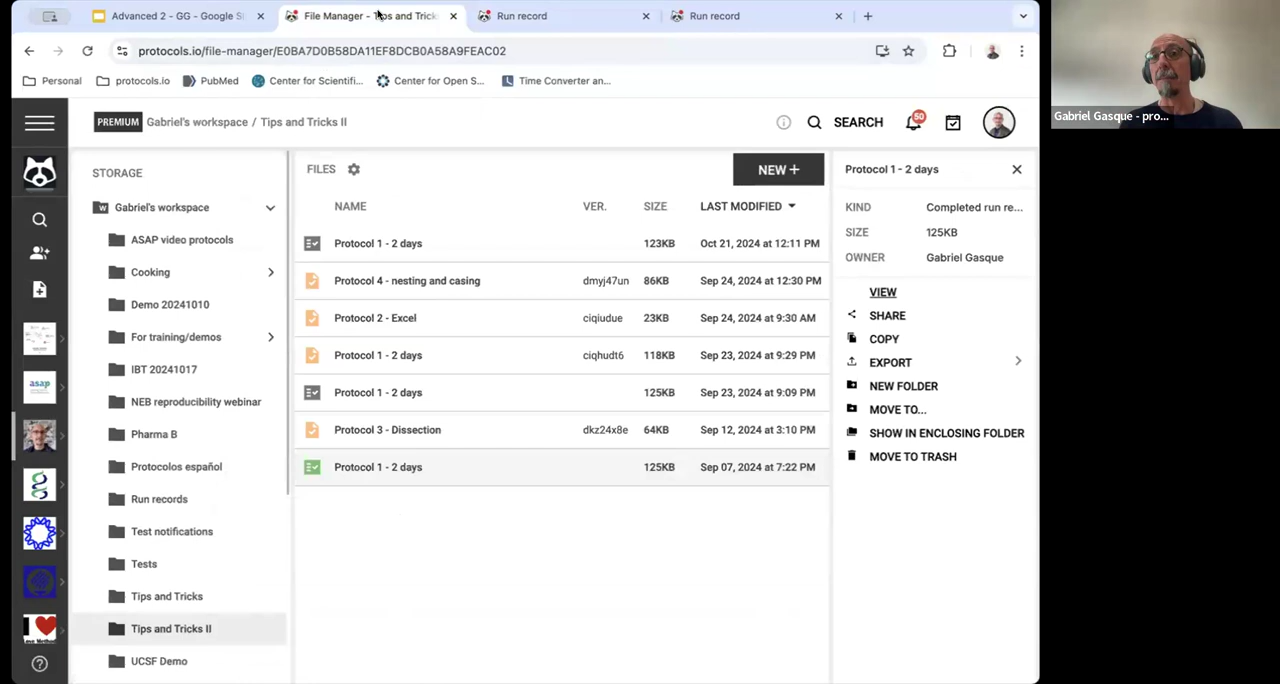 Advanced 2 - GG - Google Sl
File Manager - Tips and Trick
Run record
Run record
protocols.io/file-manager/E0BA7D0B58DA11EF8DCB0A58A9FEAC02
Personal
protocols.io
PubMed
Center for Scientifi...
Center for Open S...
Time Converter an...
PREMIUM Gabriel's workspace / Tips and Tricks II
SEARCH
50
STORAGE
Gabriel's workspace
ASAP video protocols
Cooking
Demo 20241010
For training/demos
IBT 20241017
NEB reproducibility webinar
Pharma B
Protocolos español
Run records
Test notifications
Tests
Tips and Tricks
Tips and Tricks II
UCSF Demo
asap
I
FILES
NEW +
NAME VER. SIZE LAST MODIFIED
Protocol 1 - 2 days 123KB Oct 21, 2024 at 12:11 PM
Protocol 4 - nesting and casing dmyj47un 86KB Sep 24, 2024 at 12:30 PM
Protocol 2 - Excel ciqiudue 23KB Sep 24, 2024 at 9:30 AM
Protocol 1 - 2 days ciqhudt6 118KB Sep 23, 2024 at 9:29 PM
Protocol 1 - 2 days 125KB Sep 23, 2024 at 9:09 PM
Protocol 3 - Dissection dkz24x8e 64KB Sep 12, 2024 at 3:10 PM
Protocol 1 - 2 days 125KB Sep 07, 2024 at 7:22 PM
Protocol 1 - 2 days
KIND Completed run re...
SIZE 125KB
OWNER Gabriel Gasque
VIEW
SHARE
COPY
EXPORT
NEW FOLDER
MOVE TO...
SHOW IN ENCLOSING FOLDER
MOVE TO TRASH
Gabriel Gasque - pro...